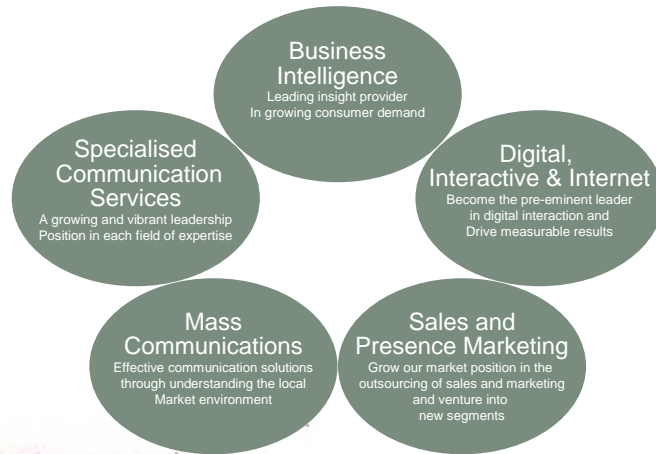 Business
Intelligence
Leading insight provider
In growing consumer demand
Specialised
Communication
Services
A growing and vibrant leadership
Position in each field of expertise
Digital,
Interactive & Internet
Become the pre-eminent leader
in digital interaction and
Drive measurable results
Mass
Communications
Effective communication solutions
through understanding the local
Market environment
Sales and
Presence Marketing
Grow our market position in the
outsourcing of sales and marketing
and venture into
new segments